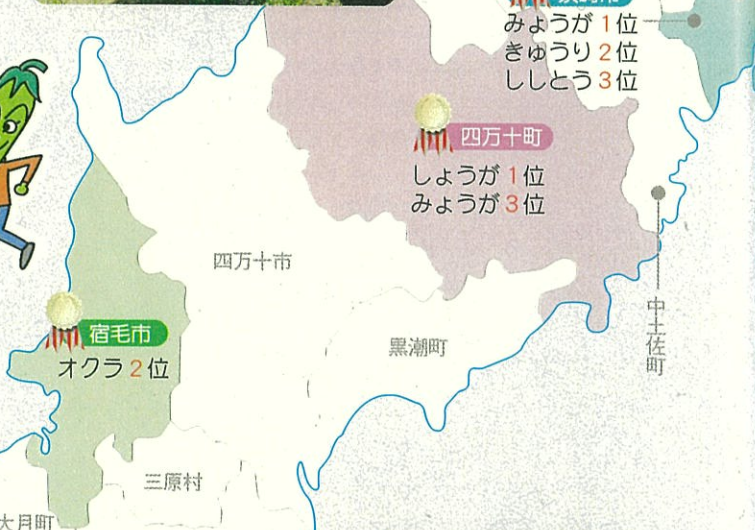 みょうが 1位
きゅうり 2位
ししとう 3位
四万十町
しょうが 1位
みょうが 3位
四万十市
中土佐町
宿毛市
オクラ 2位
黒潮町
三原村
大月町